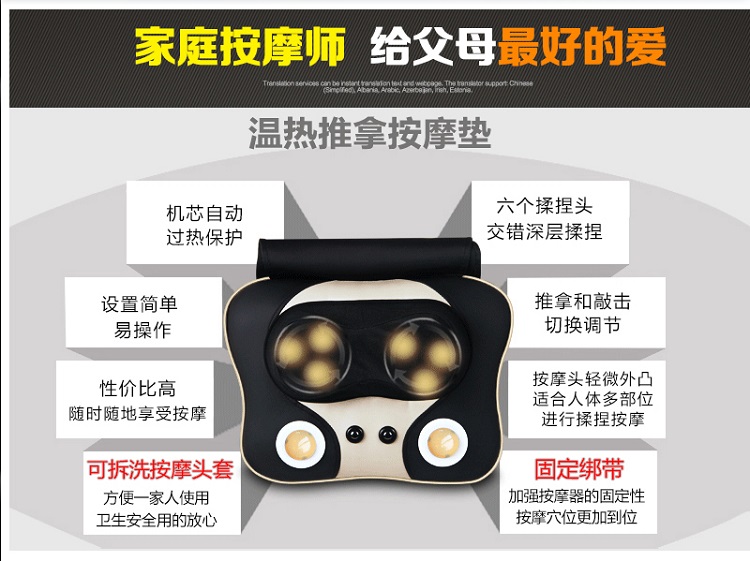 家庭按摩师 给父母最好的爱
Translation services can be instant translation text and webpage. The translator support: Chinese
(Simplified), Albania, Arabic, Azerbaijan, Irish, Estonia.
温热推拿按摩垫
机芯自动
过热保护
六个揉捏头
交错深层揉捏
设置简单
易操作
推拿和敲击
切换调节
性价比高
随时随地享受按摩
按摩头轻微外凸
适合人体多部位
进行揉捏按摩
可拆洗按摩头套
方便一家人使用
卫生安全用的放心
固定绑带
加强按摩器的固定性
按摩穴位更加到位